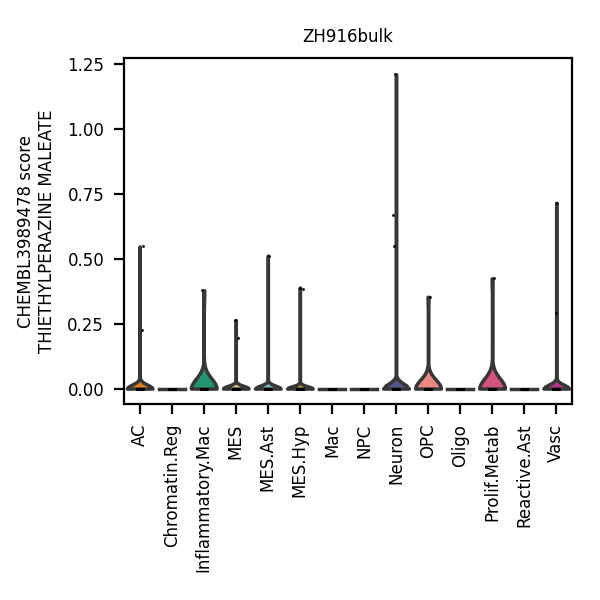 ZH916bulk
CHEMBL3989478 score
THIETHYLPERAZINE MALEATE
1.25
1.00
0.75
0.50
0.25
0.00
AC
Chromatin.Reg
Inflammatory.Mac
MES
MES.Ast
MES.Hyp
Mac
NPC
Neuron
OPC
Oligo
Prolif.Metab
Reactive.Ast
Vasc